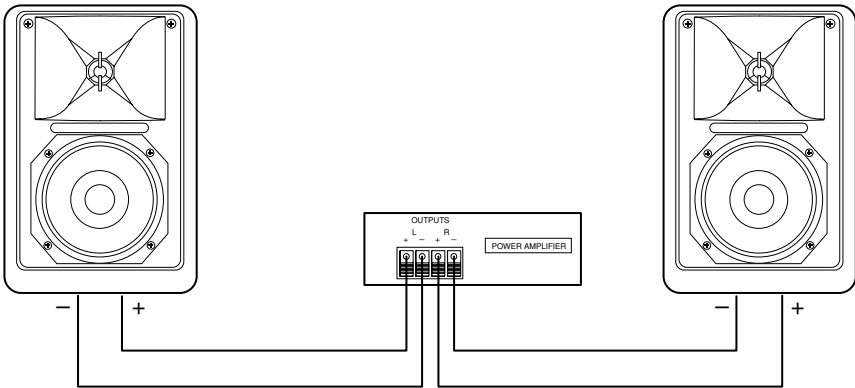 OUTPUTS
L R
+ − + −
POWER AMPLIFIER
− +
− +